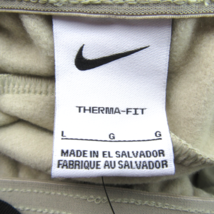 THERMA-FIT
L G G
MADE IN EL SALVADOR
FABRIQUE AU SALVADOR